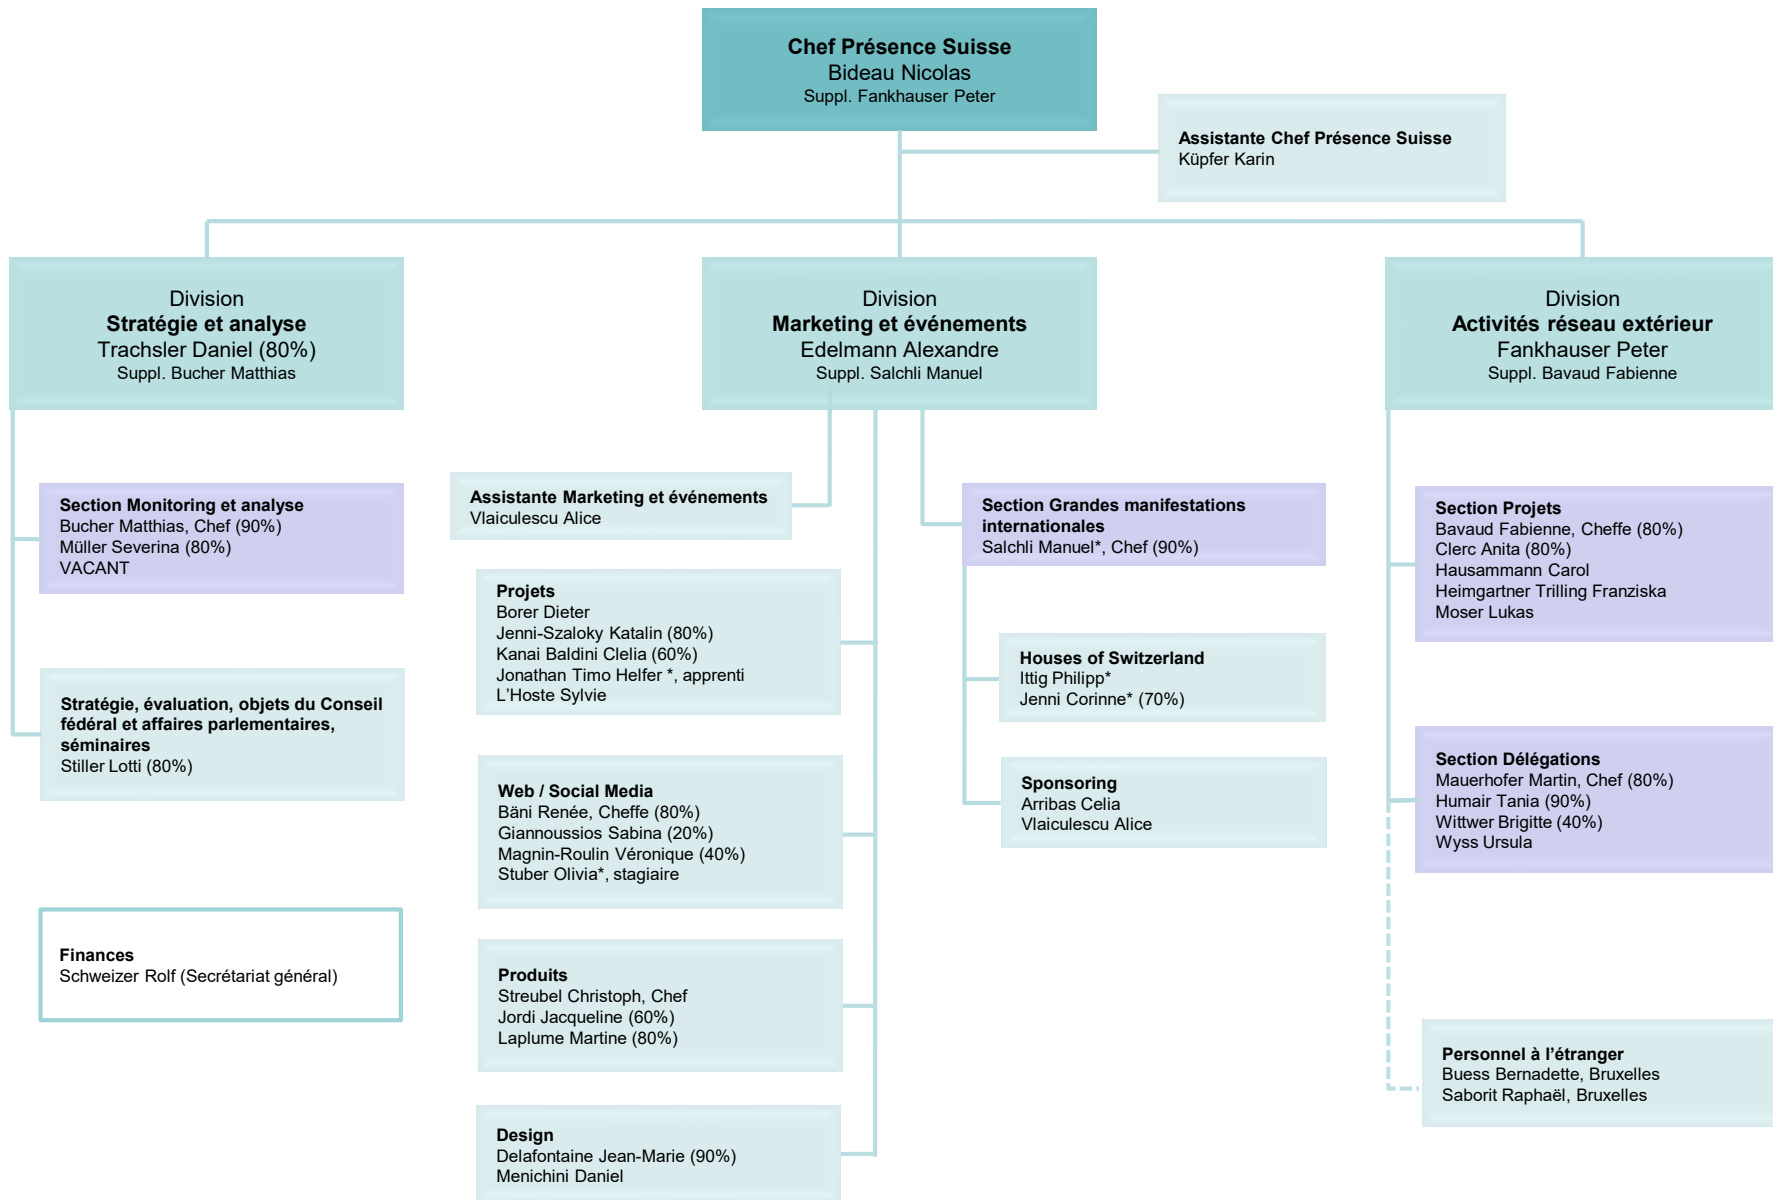 Chef Présence Suisse
Bideau Nicolas
Suppl. Fankhauser Peter
Assistante Chef Présence Suisse
Küpfer Karin
Division
Stratégie et analyse
Trachsler Daniel (80%)
Suppl. Bucher Matthias
Division
Marketing et événements
Edelmann Alexandre
Suppl. Salchli Manuel
Division
Activités réseau extérieur
Fankhauser Peter
Suppl. Bavaud Fabienne
Section Monitoring et analyse
Bucher Matthias, Chef (90%)
Müller Severina (80%)
VACANT
Stratégie, évaluation, objets du Conseil
fédéral et affaires parlementaires,
séminaires
Stiller Lotti (80%)
Finances
Schweizer Rolf (Secrétariat général)
Assistante Marketing et événements
Vlaiculescu Alice
Projets
Borer Dieter
Jenni-Szaloky Katalin (80%)
Kanai Baldini Clelia (60%)
Jonathan Timo Helfer *, apprenti
L’Hoste Sylvie
Web / Social Media
Bäni Renée, Cheffe (80%)
Giannoussios Sabina (20%)
Magnin-Roulin Véronique (40%)
Stuber Olivia*, stagiaire
Produits
Streubel Christoph, Chef
Jordi Jacqueline (60%)
Laplume Martine (80%)
Design
Delafontaine Jean-Marie (90%)
Menichini Daniel
Section Grandes manifestations
internationales
Salchli Manuel*, Chef (90%)
Houses of Switzerland
Ittig Philipp*
Jenni Corinne* (70%)
Sponsoring
Arribas Celia
Vlaiculescu Alice
Section Projets
Bavaud Fabienne, Cheffe (80%)
Clerc Anita (80%)
Hausammann Carol
Heimgartner Trilling Franziska
Moser Lukas
Section Délégations
Mauerhofer Martin, Chef (80%)
Humair Tania (90%)
Wittwer Brigitte (40%)
Wyss Ursula
Personnel à l’étranger
Buess Bernadette, Bruxelles
Saborit Raphaël, Bruxelles